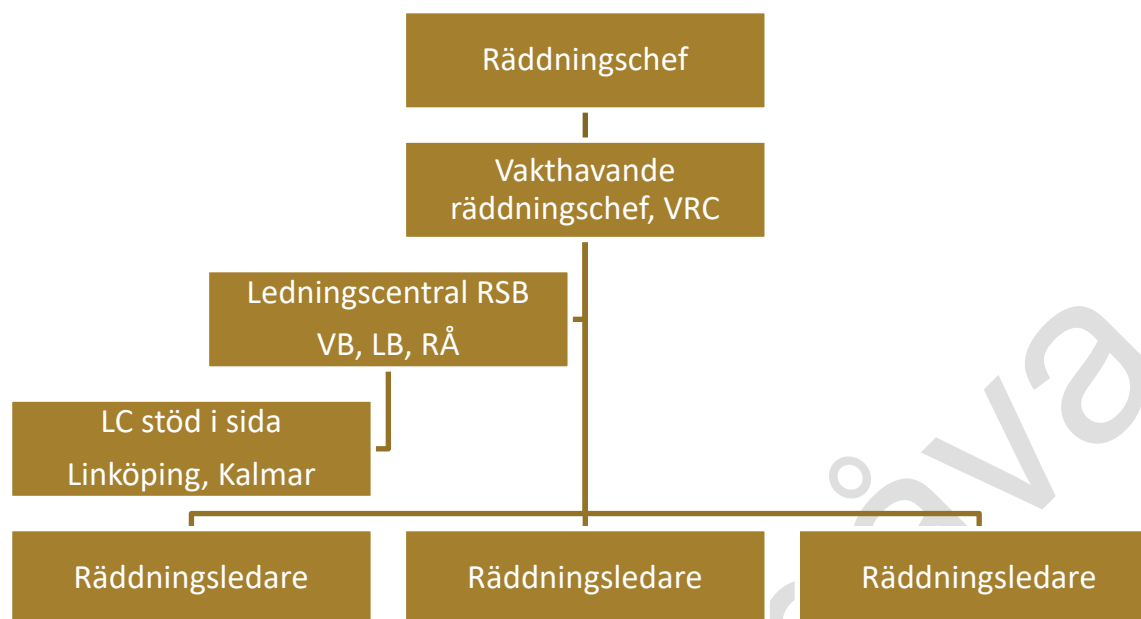 Räddningschef
Vakthavande
räddningschef, VRC
Ledningscentral RSB
VB, LB, RÅ
LC stöd i sida
Linköping, Kalmar
Räddningsledare
Räddningsledare
Räddningsledare